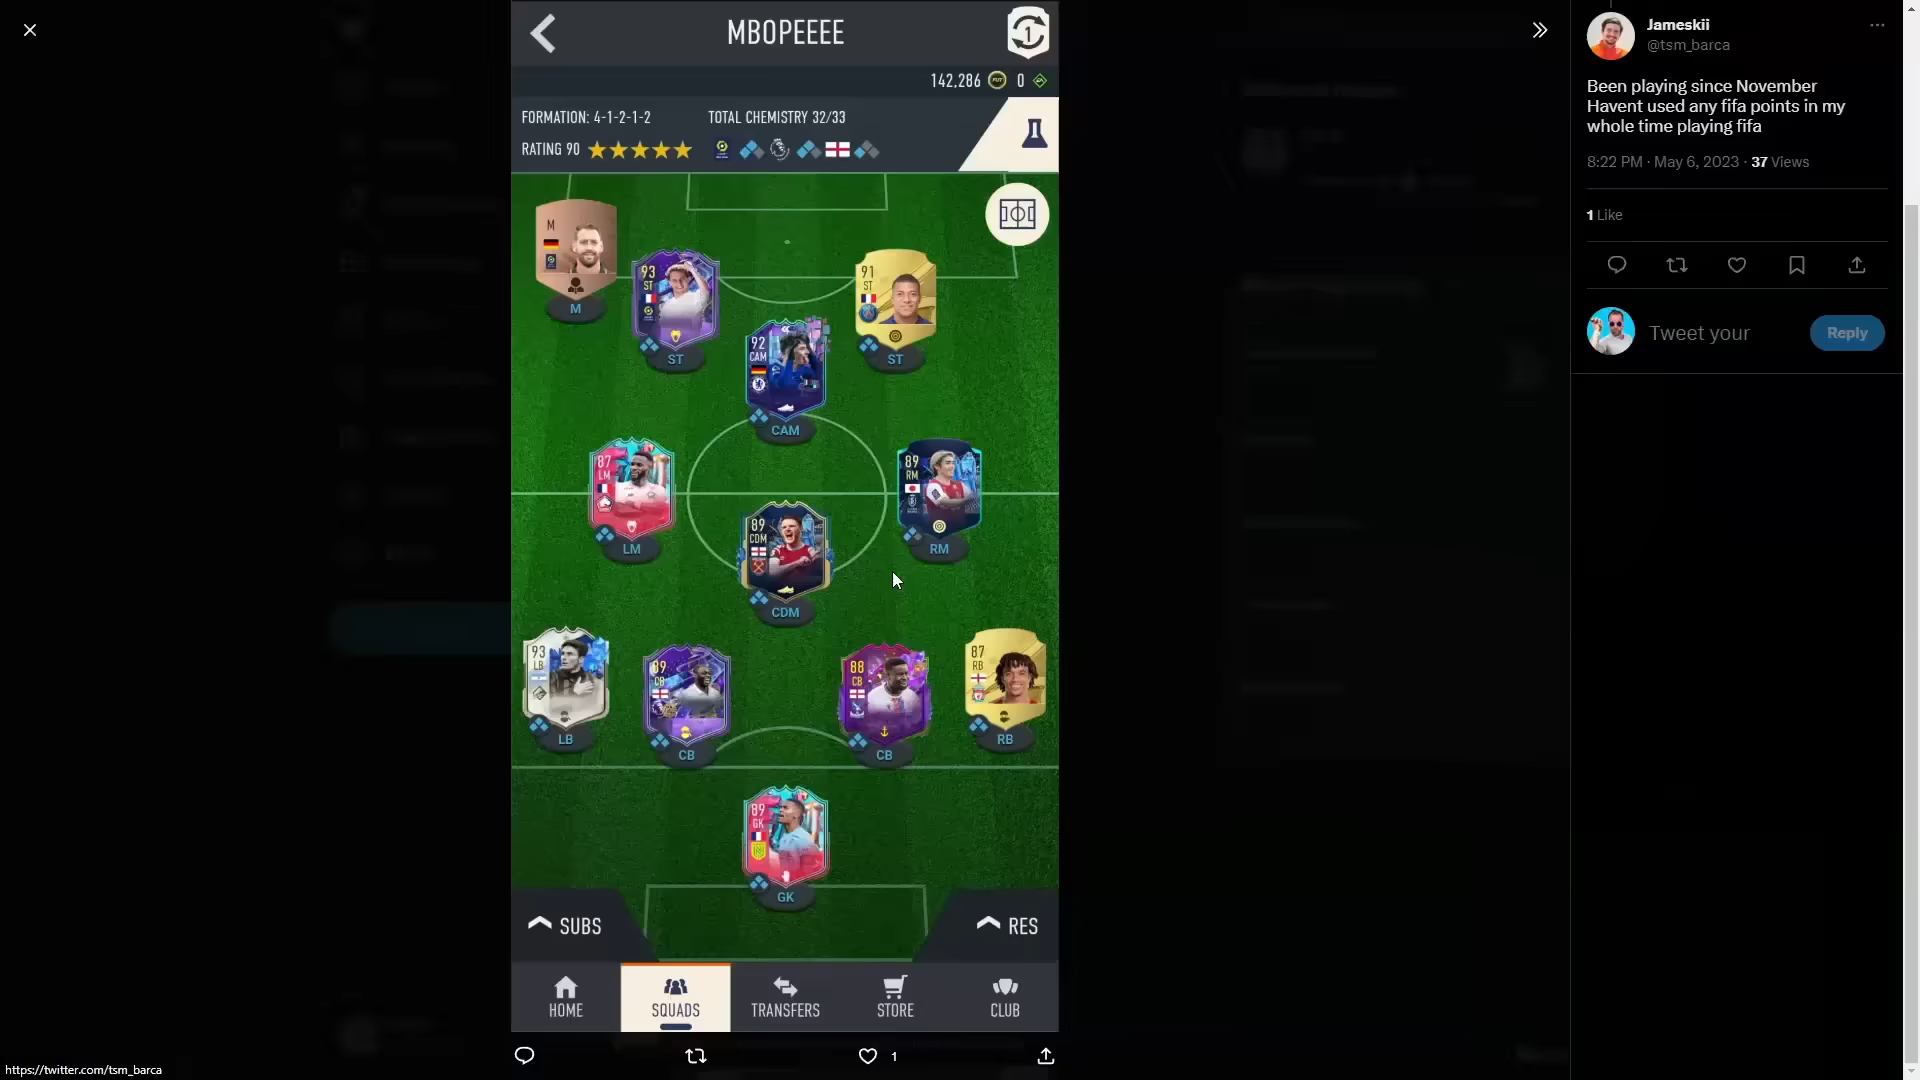 MBOPEEEE
1
142,286 0
FORMATION: 4-1-2-1-2
TOTAL CHEMISTRY 32/33
RATING 90
M
M
93
ST
ST
91
ST
ST
92
CAM
CAM
87
LM
LM
89
RM
RM
89
CDM
CDM
93
LB
LB
89
CB
CB
88
CB
CB
87
RB
RB
89
GK
GK
SUBS
RES
HOME
SQUADS
TRANSFERS
STORE
CLUB
1
Jameskii
@tsm_barca
Been playing since November
Havent used any fifa points in my
whole time playing fifa
8:22 PM · May 6, 2023 · 37 Views
1 Like
Tweet your
Reply
https://twitter.com/tsm_barca